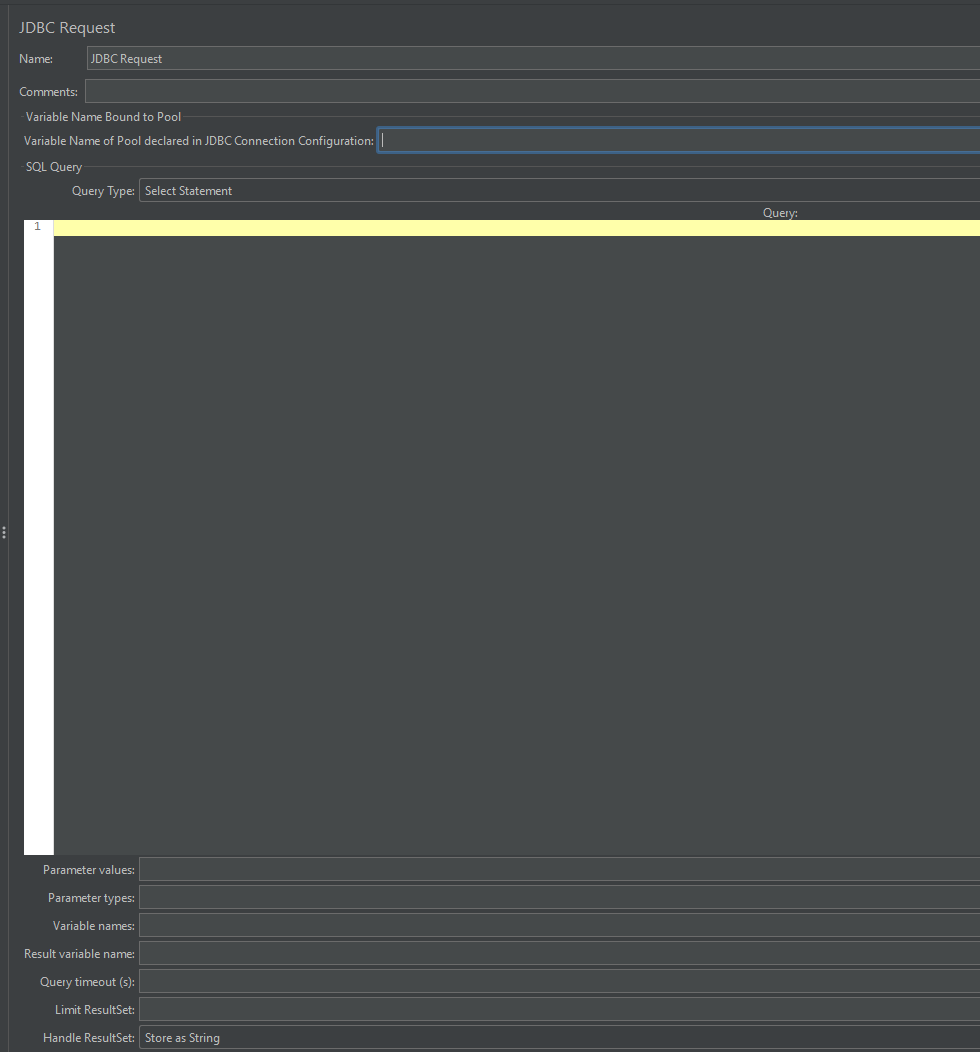 JDBC Request
Name: JDBC Request
Comments:
Variable Name Bound to Pool
Variable Name of Pool declared in JDBC Connection Configuration:
SQL Query
Query Type: Select Statement
Query:
1
Parameter values:
Parameter types:
Variable names:
Result variable name:
Query timeout (s):
Limit ResultSet:
Handle ResultSet: Store as String